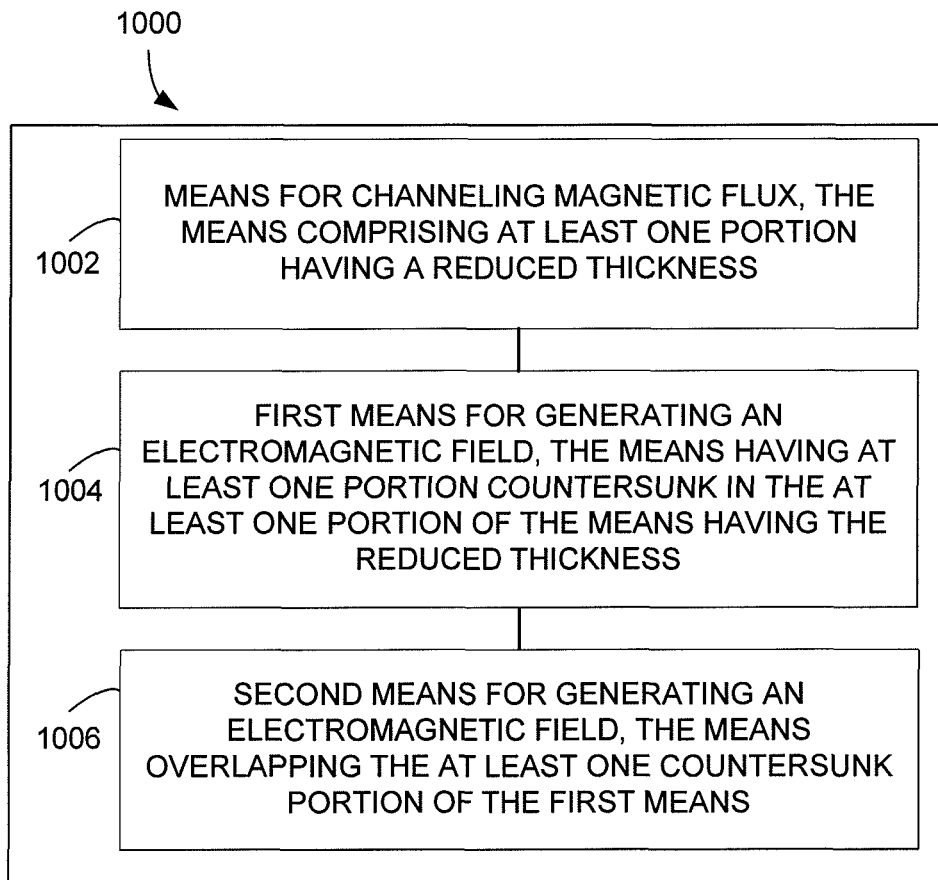 1000
MEANS FOR CHANNELING MAGNETIC FLUX, THE
MEANS COMPRISING AT LEAST ONE PORTION
HAVING A REDUCED THICKNESS
1002
FIRST MEANS FOR GENERATING AN
ELECTROMAGNETIC FIELD, THE MEANS HAVING AT
LEAST ONE PORTION COUNTERSUNK IN THE AT
LEAST ONE PORTION OF THE MEANS HAVING THE
REDUCED THICKNESS
1004
SECOND MEANS FOR GENERATING AN
ELECTROMAGNETIC FIELD, THE MEANS
OVERLAPPING THE AT LEAST ONE COUNTERSUNK
PORTION OF THE FIRST MEANS
1006